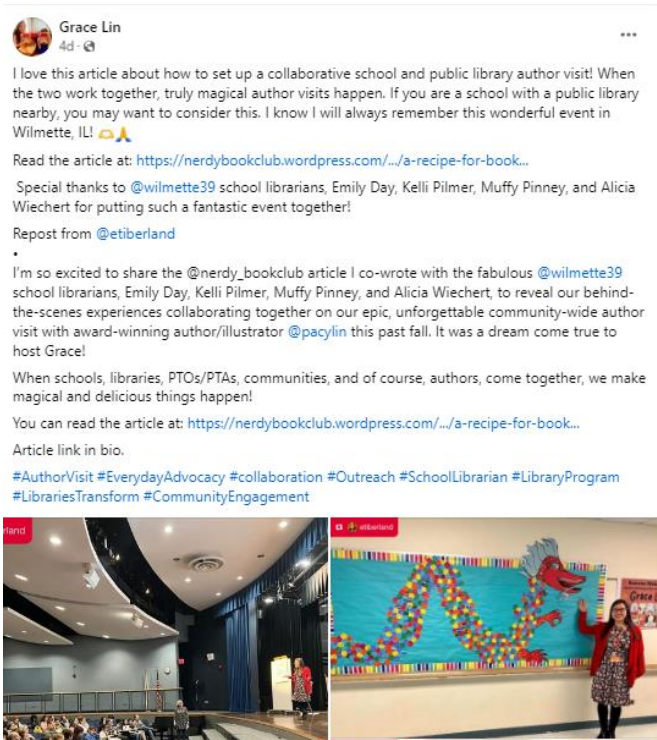 Grace Lin
4d ·
I love this article about how to set up a collaborative school and public library author visit! When
the two work together, truly magical author visits happen. If you are a school with a public library
nearby, you may want to consider this. I know I will always remember this wonderful event in
Wilmette, IL! 🫶🙏
Read the article at: https://nerdybookclub.wordpress.com/.../a-recipe-for-book...
Special thanks to @wilmette39 school librarians, Emily Day, Kelli Pilmer, Muffy Pinney, and Alicia
Wiechert for putting such a fantastic event together!
Repost from @etiberland
•
I'm so excited to share the @nerdy_bookclub article I co-wrote with the fabulous @wilmette39
school librarians, Emily Day, Kelli Pilmer, Muffy Pinney, and Alicia Wiechert, to reveal our behind-
the-scenes experiences collaborating together on our epic, unforgettable community-wide author
visit with award-winning author/illustrator @pacylin this past fall. It was a dream come true to
host Grace!
When schools, libraries, PTOs/PTAs, communities, and of course, authors, come together, we make
magical and delicious things happen!
You can read the article at: https://nerdybookclub.wordpress.com/.../a-recipe-for-book...
Article link in bio.
#AuthorVisit #EverydayAdvocacy #collaboration #Outreach #SchoolLibrarian #LibraryProgram
#LibrariesTransform #CommunityEngagement
rland
etiberland
Grace